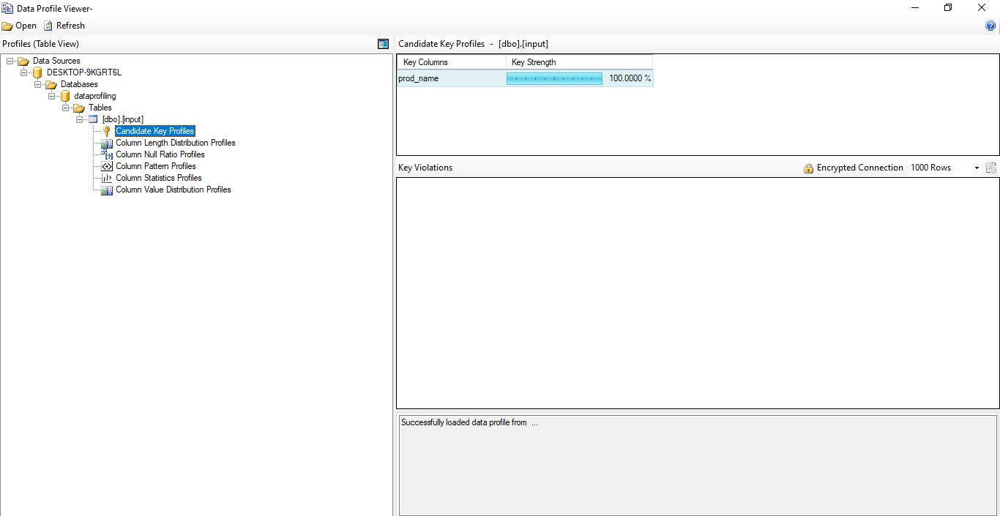 Data Profile Viewer-
Open Refresh
Profiles (Table View)
Data Sources
DESKTOP-9KGRT6L
Databases
dataprofiling
Tables
[dbo].[input]
Candidate Key Profiles
Column Length Distribution Profiles
Column Null Ratio Profiles
Column Pattern Profiles
Column Statistics Profiles
Column Value Distribution Profiles
Candidate Key Profiles - [dbo].[input]
Key Columns Key Strength
prod_name 100.0000 %
Key Violations Encrypted Connection 1000 Rows
Successfully loaded data profile from ...